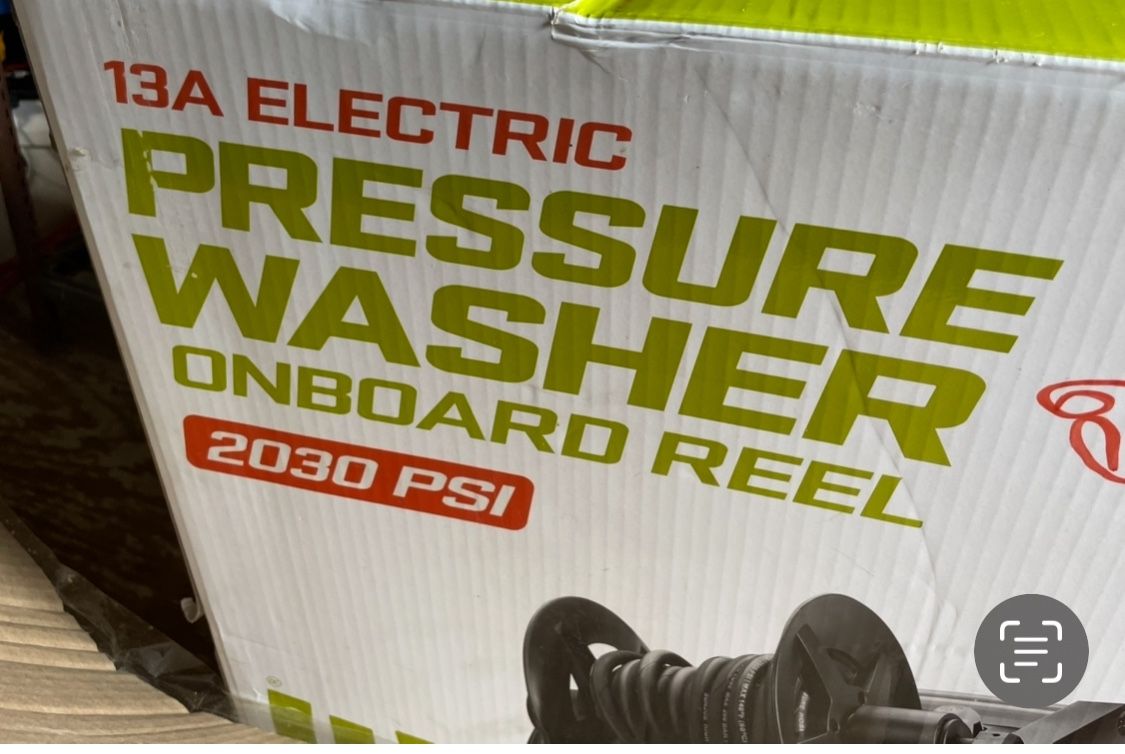 13A ELECTRIC
PRESSURE
WASHER
ONBOARD REEL
2030 PSI